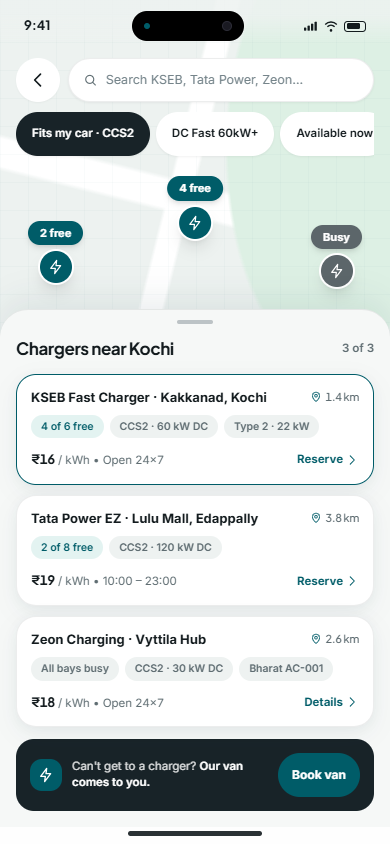 9:41
Search KSEB, Tata Power, Zeon...
Fits my car · CCS2
DC Fast 60kW+
Available now
4 free
2 free
Busy
Chargers near Kochi
3 of 3
KSEB Fast Charger · Kakkanad, Kochi
1.4 km
4 of 6 free
CCS2 · 60 kW DC
Type 2 · 22 kW
₹16 / kWh • Open 24×7
Reserve
Tata Power EZ · Lulu Mall, Edappally
3.8 km
2 of 8 free
CCS2 · 120 kW DC
₹19 / kWh • 10:00 – 23:00
Reserve
Zeon Charging · Vyttila Hub
2.6 km
All bays busy
CCS2 · 30 kW DC
Bharat AC-001
₹18 / kWh • Open 24×7
Details
Can't get to a charger? Our van
comes to you.
Book van